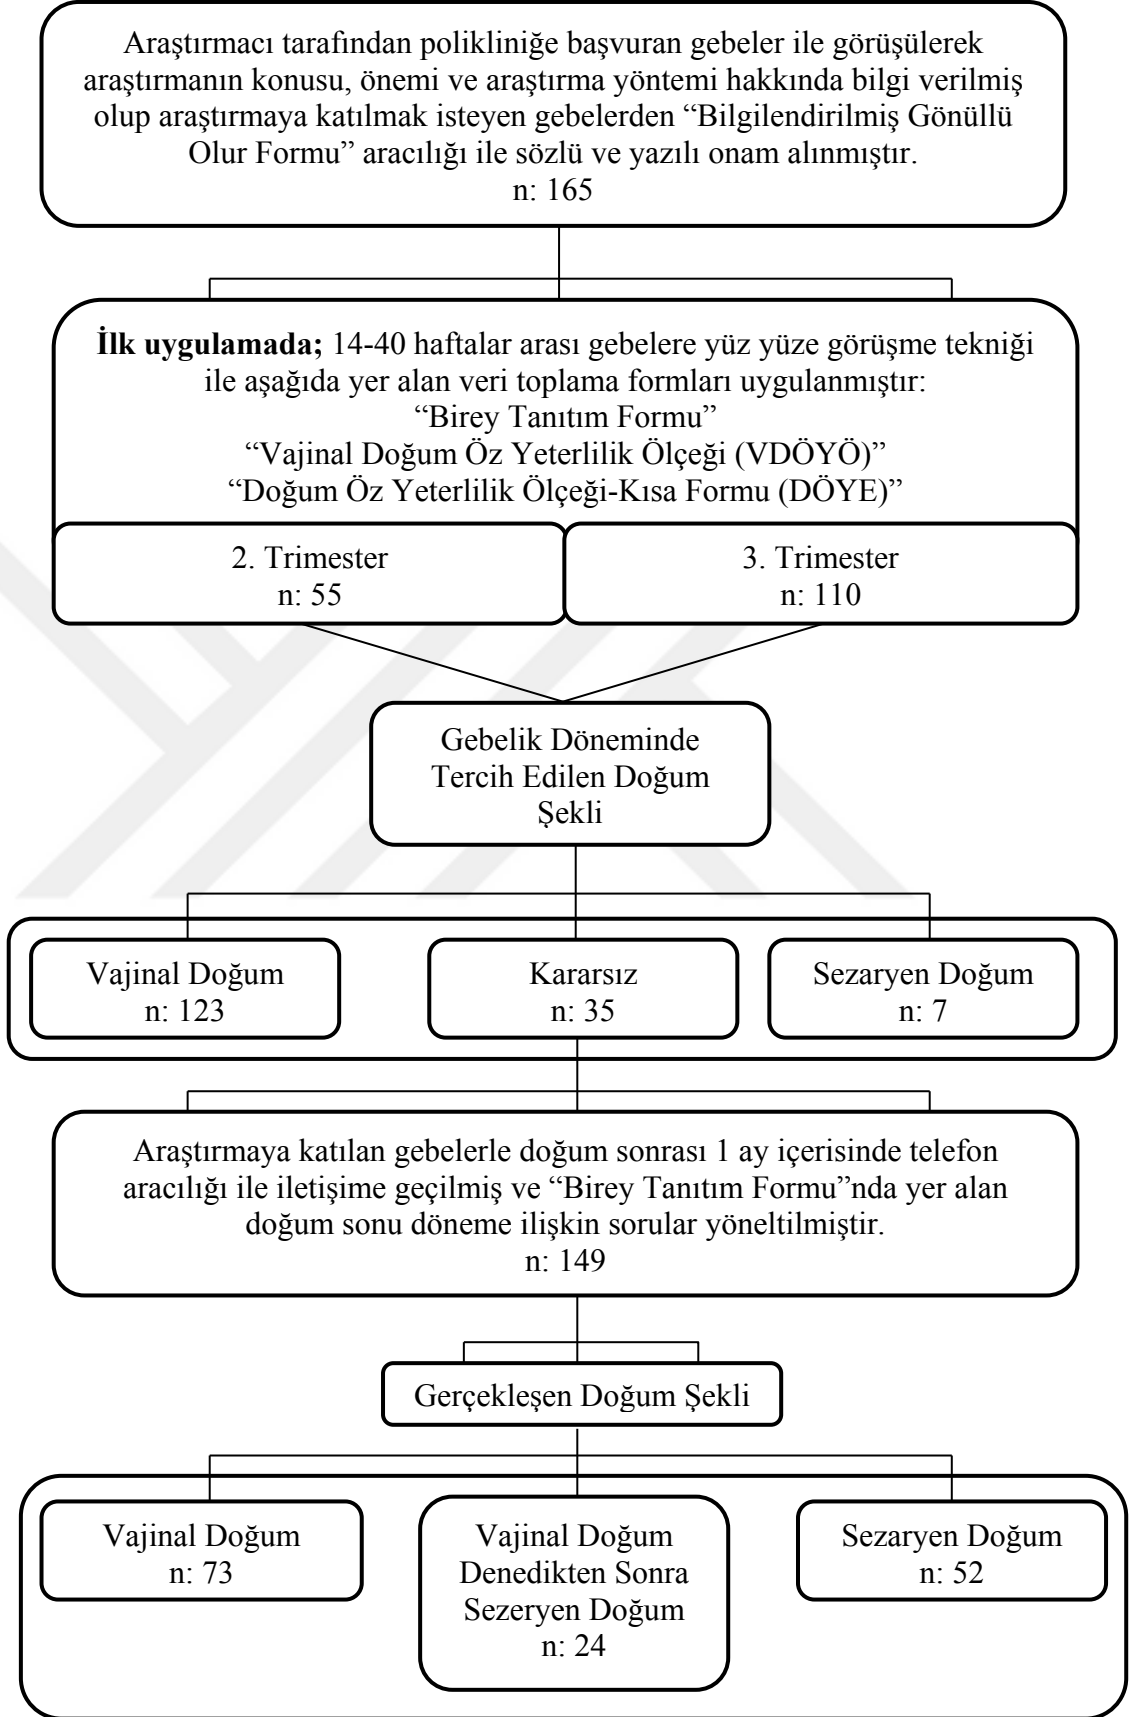 Araştırmacı tarafından polikliniğe başvuran gebeler ile görüşülerek
araştırmanın konusu, önemi ve araştırma yöntemi hakkında bilgi verilmiş
olup araştırmaya katılmak isteyen gebelerden “Bilgilendirilmiş Gönüllü
Olur Formu” aracılığı ile sözlü ve yazılı onam alınmıştır.
n: 165
İlk uygulamada; 14-40 haftalar arası gebelere yüz yüze görüşme tekniği
ile aşağıda yer alan veri toplama formları uygulanmıştır:
“Birey Tanıtım Formu”
“Vajinal Doğum Öz Yeterlilik Ölçeği (VDÖYÖ)”
“Doğum Öz Yeterlilik Ölçeği-Kısa Formu (DÖYE)”
2. Trimester
n: 55
3. Trimester
n: 110
Gebelik Döneminde
Tercih Edilen Doğum
Şekli
Vajinal Doğum
n: 123
Kararsız
n: 35
Sezaryen Doğum
n: 7
Araştırmaya katılan gebelerle doğum sonrası 1 ay içerisinde telefon
aracılığı ile iletişime geçilmiş ve “Birey Tanıtım Formu”nda yer alan
doğum sonu döneme ilişkin sorular yöneltilmiştir.
n: 149
Gerçekleşen Doğum Şekli
Vajinal Doğum
n: 73
Vajinal Doğum
Denedikten Sonra
Sezeryen Doğum
n: 24
Sezaryen Doğum
n: 52